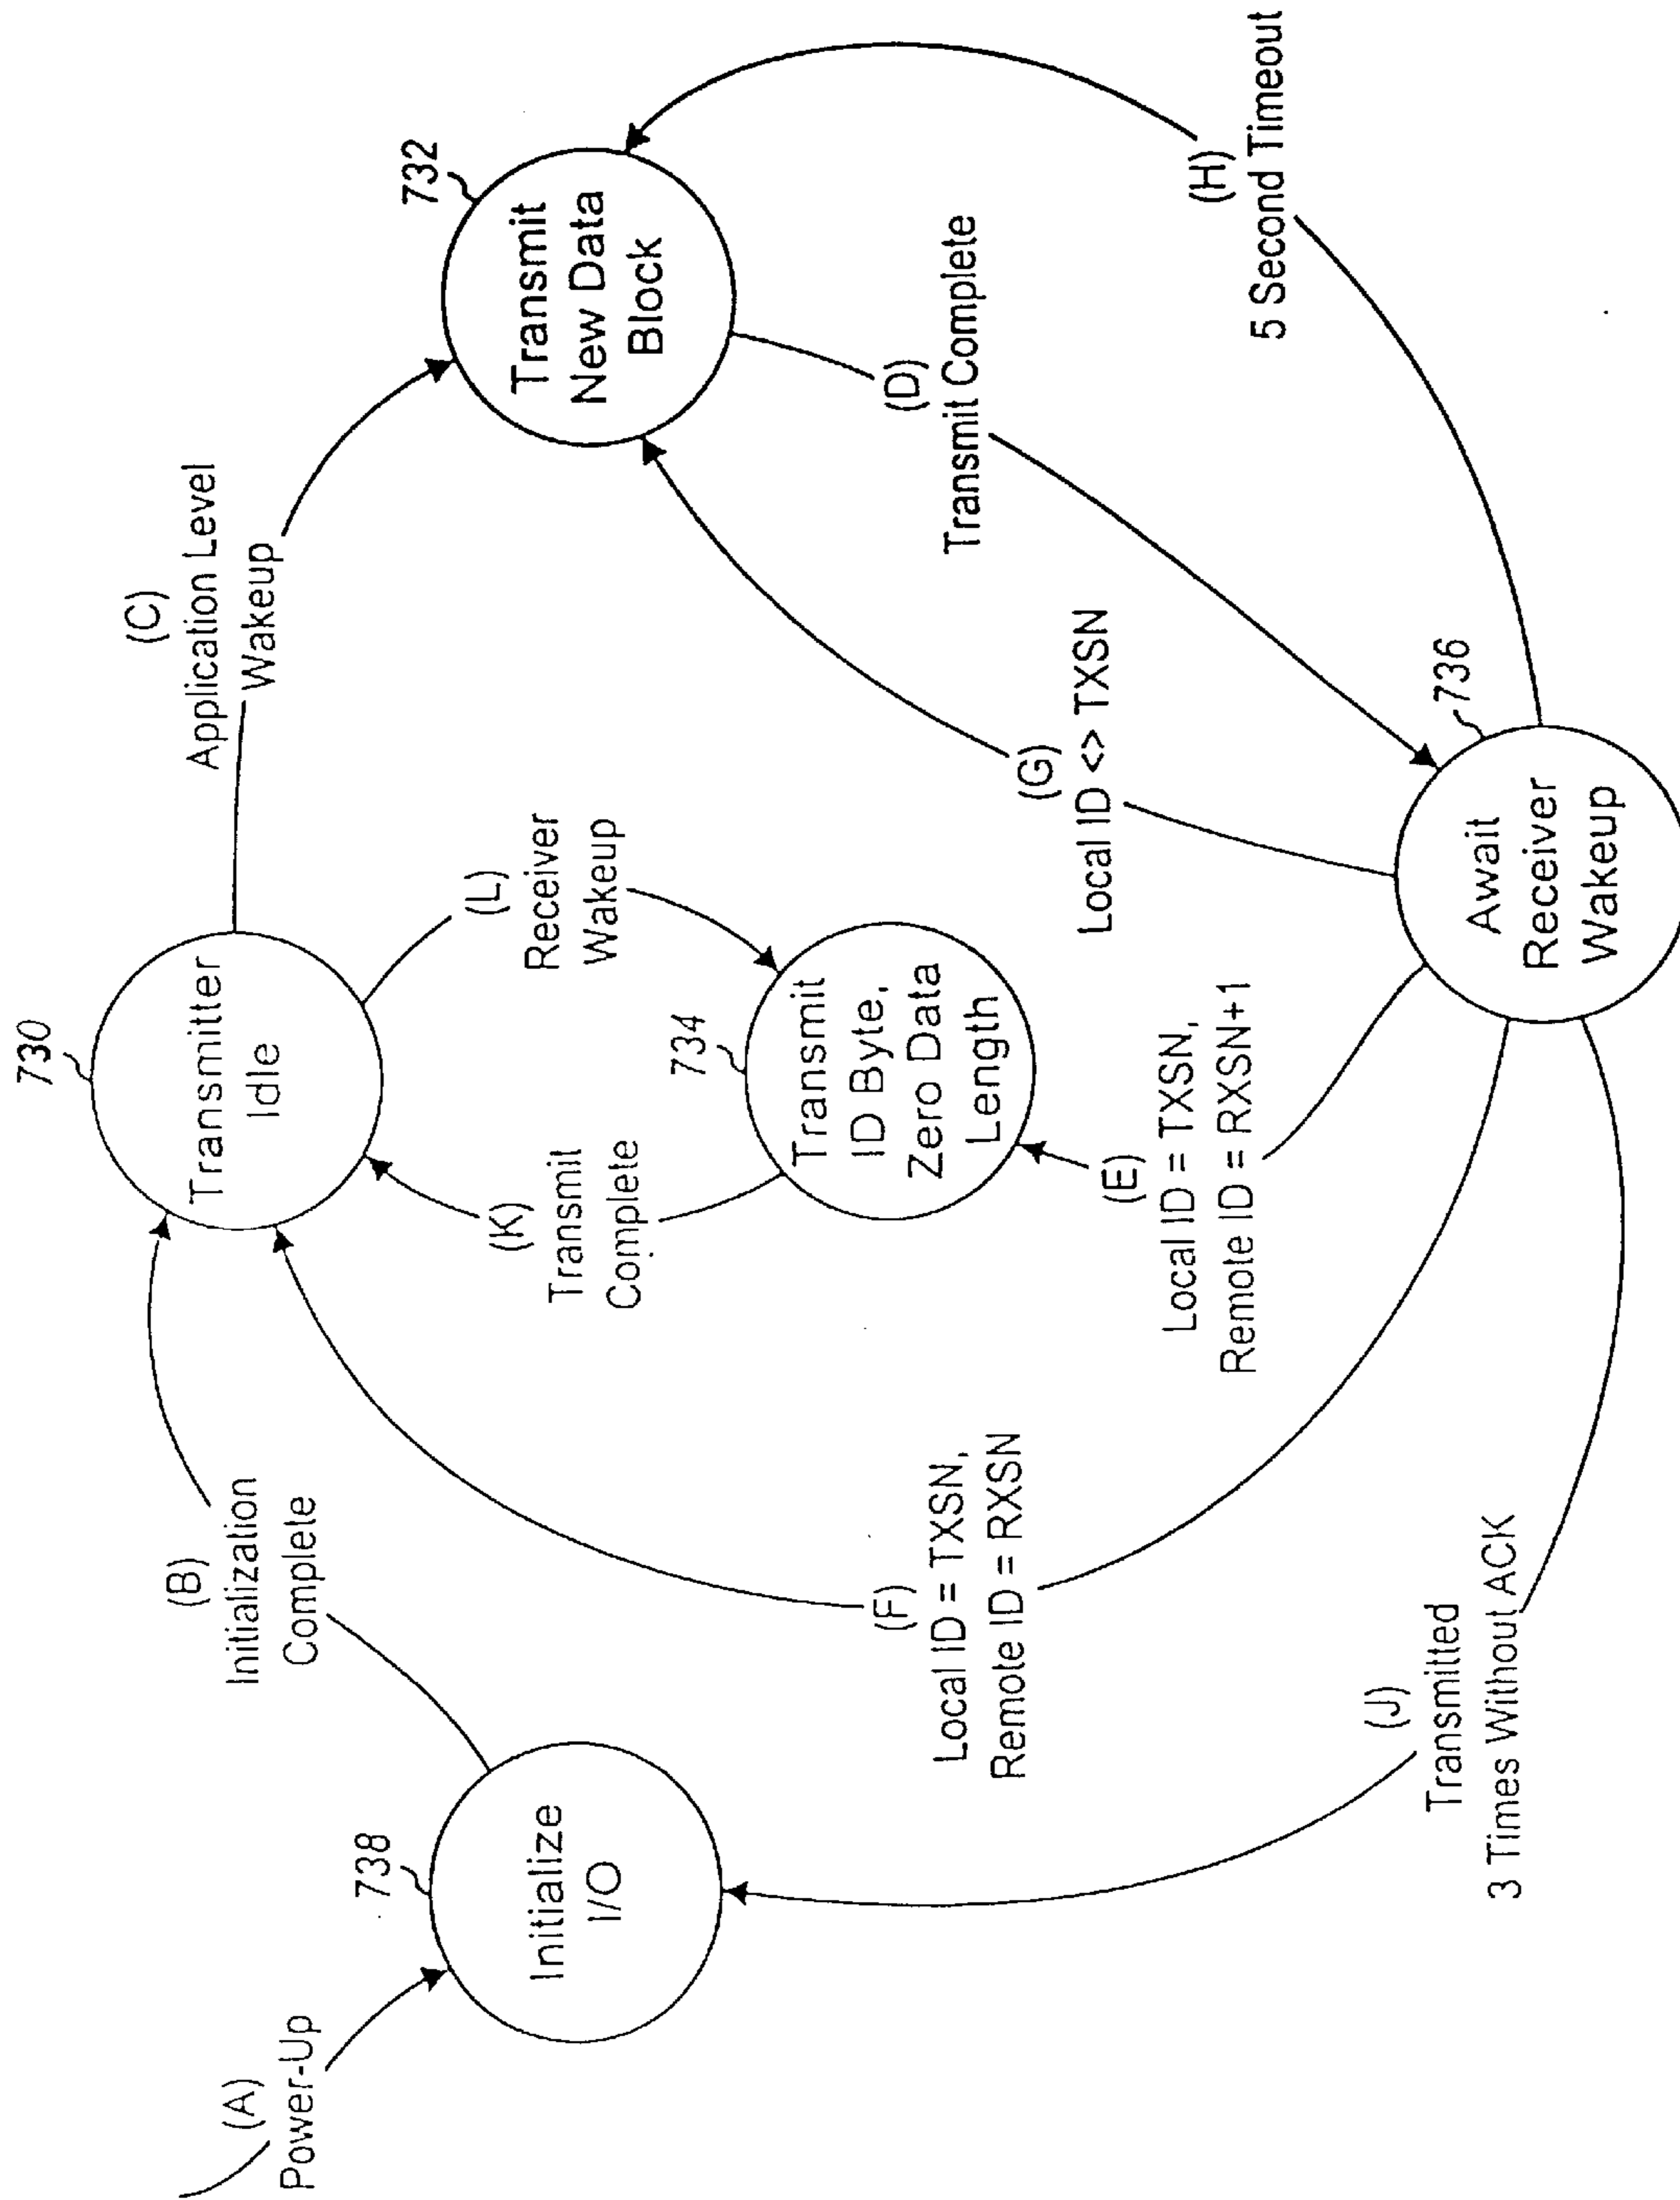 730
Transmitter
Idle
(C)
Application Level
Wakeup
732
Transmit
New Data
Block
(B)
Initialization
Complete
(L)
Receiver
Wakeup
(K)
Transmit
Complete
734
Transmit
ID Byte,
Zero Data
Length
(D)
Transmit Complete
(H)
5 Second Timeout
(G)
Local ID <> TXSN
(A)
Power-Up
738
Initialize
I/O
(F)
Local ID = TXSN,
Remote ID = RXSN
(E)
Local ID = TXSN,
Remote ID = RXSN+1
736
Await
Receiver
Wakeup
(J)
Transmitted
3 Times Without ACK